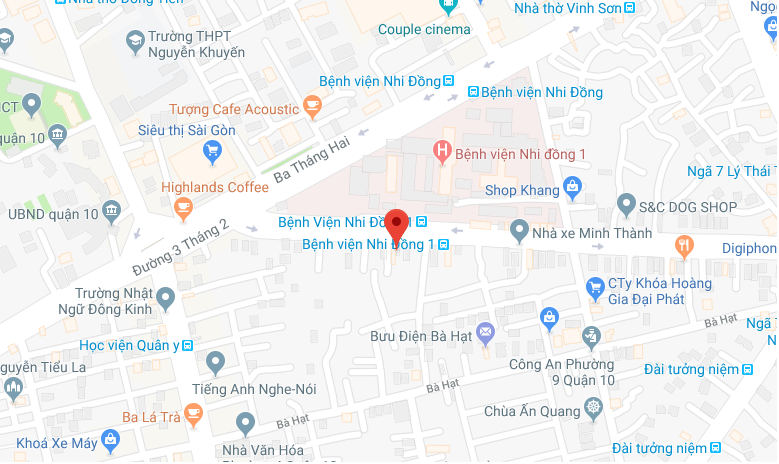 Nhà thờ Đồng Tiến
Ngọc
Nhà thờ Vinh Sơn
Couple cinema
Trường THPT
Nguyễn Khuyến
Bệnh viện Nhi Đồng
Bệnh viện Nhi Đồng
ICT
Tượng Cafe Acoustic
quận 10
Siêu thị Sài Gòn
Ba Tháng Hai
Bệnh viện Nhi đồng 1
Ngã 7 Lý Thái T
Highlands Coffee
Shop Khang
S&C DOG SHOP
UBND quận 10
Bệnh Viện Nhi Đồng 1
Nhà xe Minh Thành
Đường 3 Tháng 2
Bệnh viện Nhi Đồng 1
Digiphon
Trường Nhật
Ngữ Đông Kinh
CTy Khóa Hoàng
Gia Đại Phát
Bà Hạt
Ngã 7
N
Bưu Điện Bà Hạt
Học viện Quân y
Công An Phường
9 Quận 10
Đài tưởng niệm
guyễn Tiểu La
Tiếng Anh Nghe-Nói
Bà Hạt
Ba Lá Trà
Bà Hạt
Chùa Ấn Quang
Khoá Xe Máy
Nhà Văn Hóa
Đài tưởng niệm